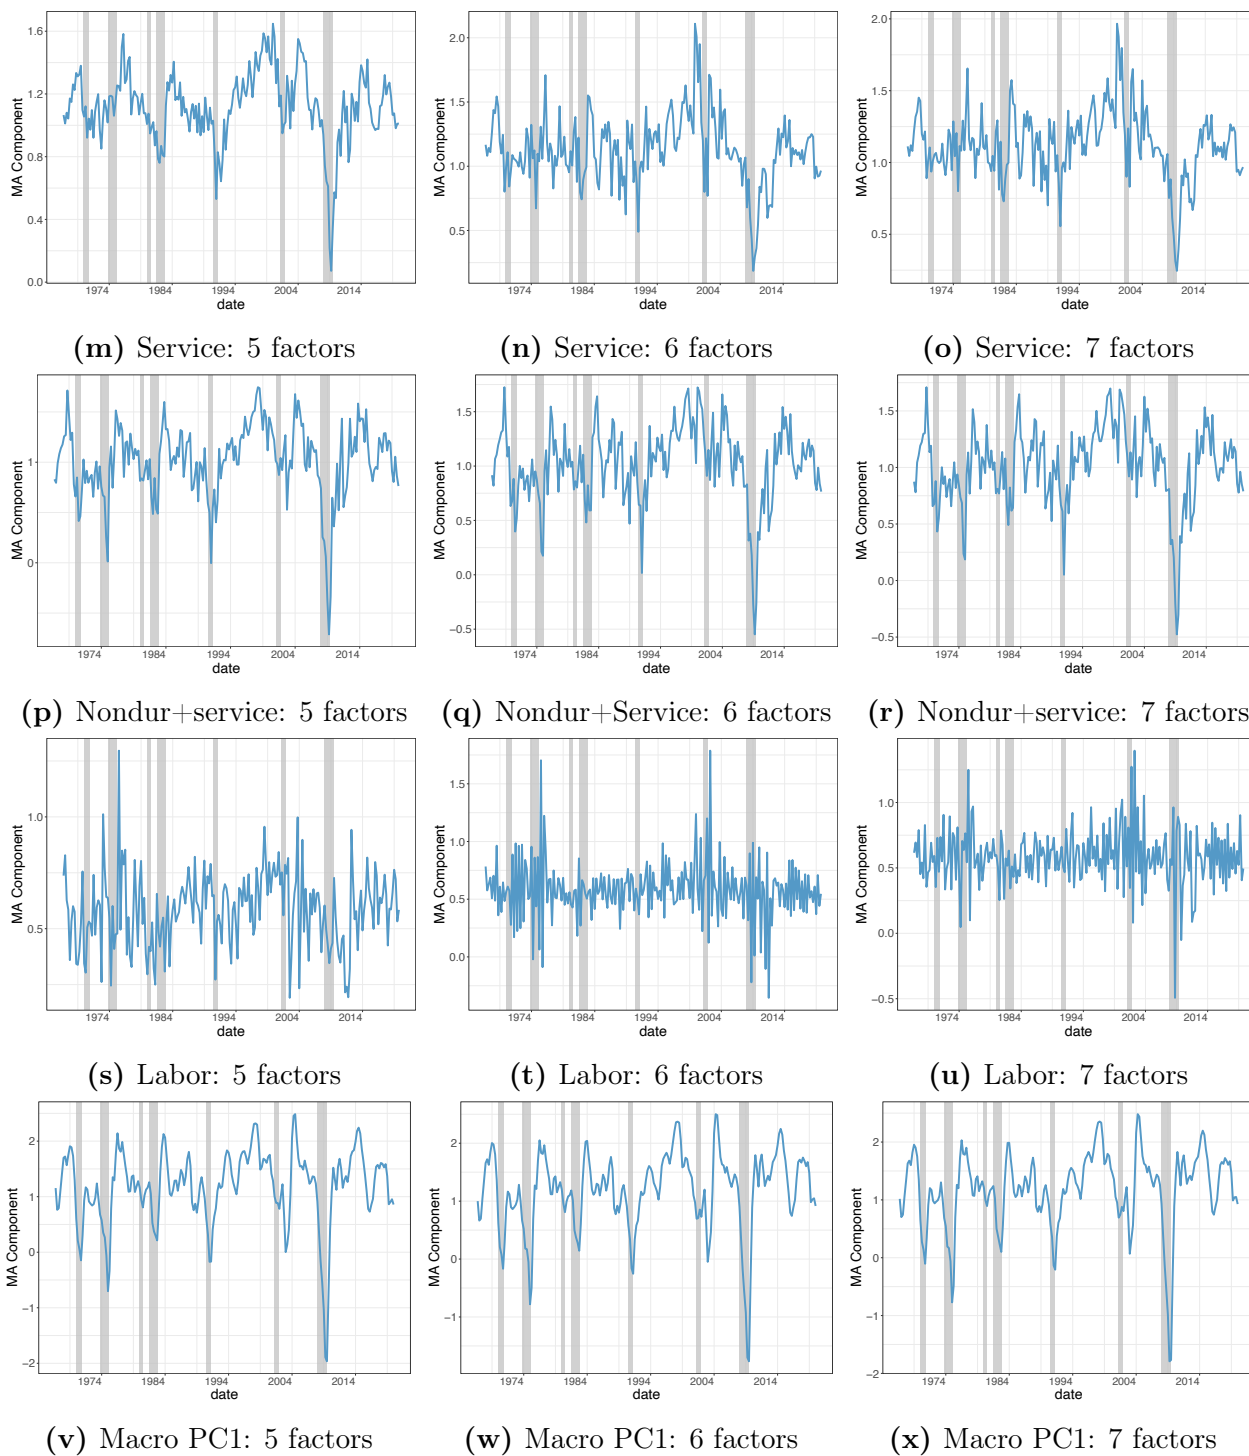 1.6
1.2
0.8
0.4
0.0
MA Component
1974 1984 1994 2004 2014
date
2.0
1.5
1.0
0.5
MA Component
1974 1984 1994 2004 2014
date
2.0
1.5
1.0
0.5
MA Component
1974 1984 1994 2004 2014
date
(m) Service: 5 factors
(n) Service: 6 factors
(o) Service: 7 factors
1
0
MA Component
1974 1984 1994 2004 2014
date
1.5
1.0
0.5
0.0
−0.5
MA Component
1974 1984 1994 2004 2014
date
1.5
1.0
0.5
0.0
−0.5
MA Component
1974 1984 1994 2004 2014
date
(p) Nondur+service: 5 factors
(q) Nondur+Service: 6 factors
(r) Nondur+service: 7 factors
1.0
0.5
MA Component
1974 1984 1994 2004 2014
date
1.5
1.0
0.5
0.0
MA Component
1974 1984 1994 2004 2014
date
1.0
0.5
0.0
−0.5
MA Component
1974 1984 1994 2004 2014
date
(s) Labor: 5 factors
(t) Labor: 6 factors
(u) Labor: 7 factors
2
1
0
−1
−2
MA Component
1974 1984 1994 2004 2014
date
2
1
0
−1
MA Component
1974 1984 1994 2004 2014
date
2
1
0
−1
−2
MA Component
1974 1984 1994 2004 2014
date
(v) Macro PC1: 5 factors
(w) Macro PC1: 6 factors
(x) Macro PC1: 7 factors